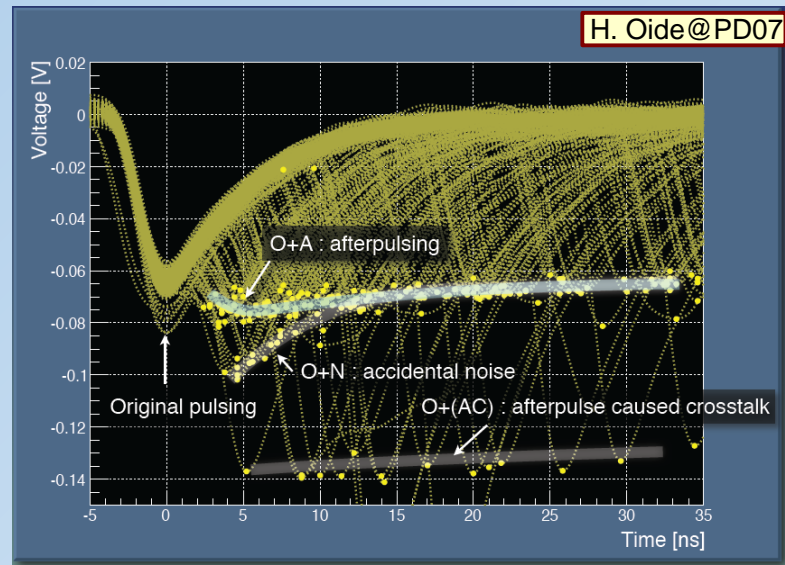 H. Oide@PD07
Voltage [V]
0.02
0
-0.02
-0.04
-0.06
-0.08
-0.1
-0.12
-0.14
O+A : afterpulsing
O+N : accidental noise
Original pulsing
O+(AC) : afterpulse caused crosstalk
-5 0 5 10 15 20 25 30 35
Time [ns]